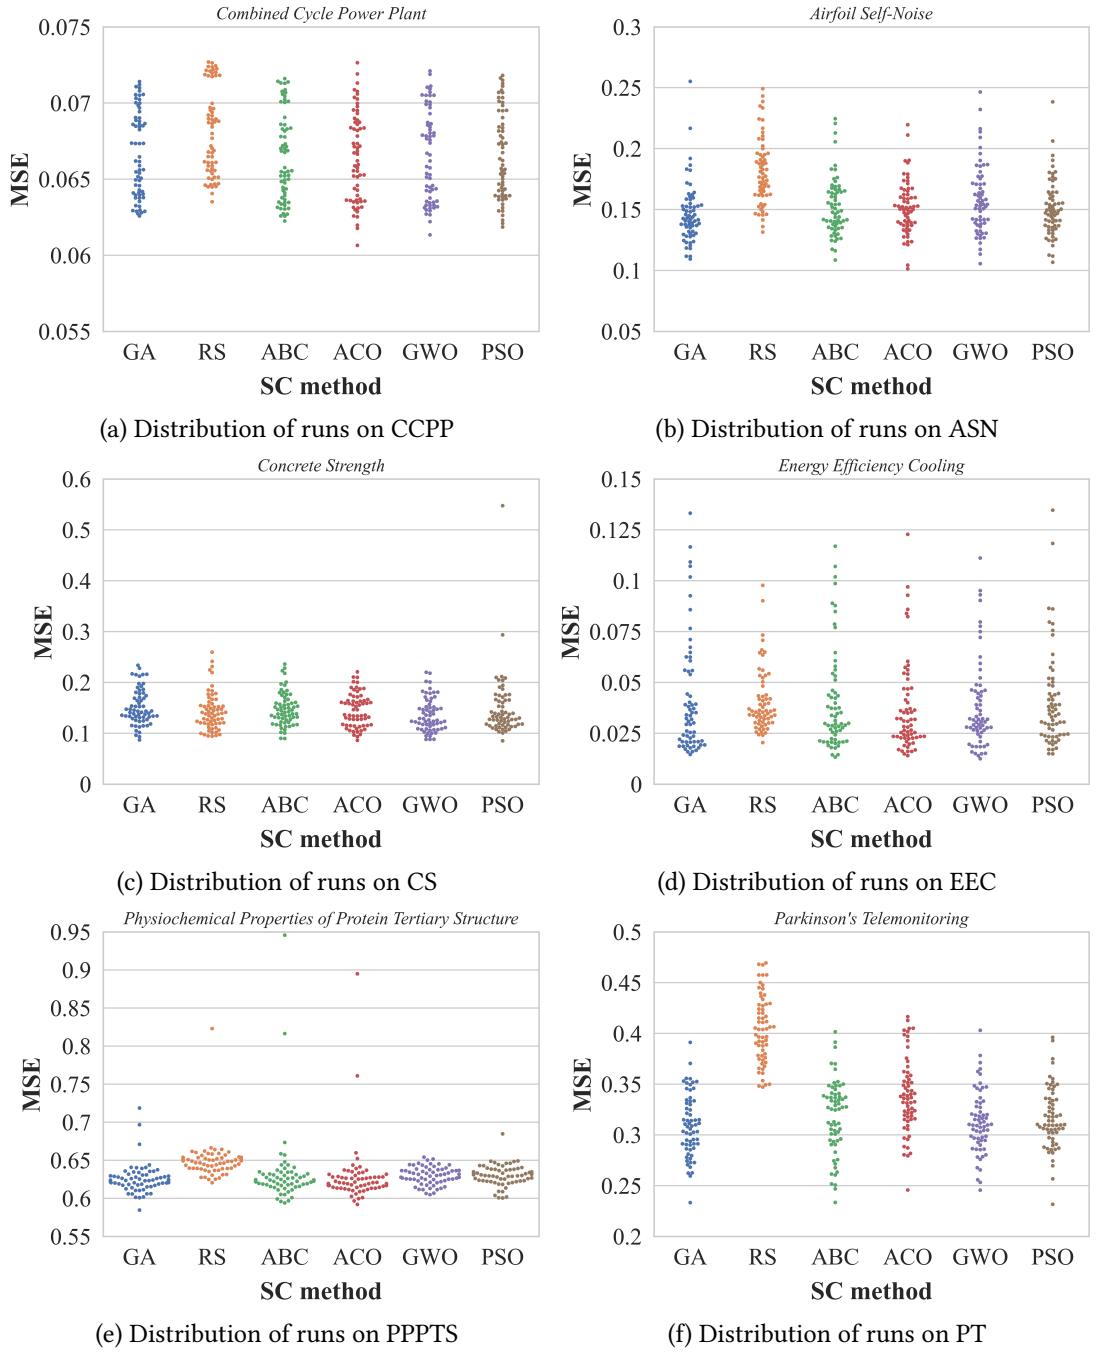 Combined Cycle Power Plant
0.075
0.07
0.065
0.06
0.055
MSE
GA RS ABC ACO GWO PSO
SC method
(a) Distribution of runs on CCPP
Airfoil Self-Noise
0.3
0.25
0.2
0.15
0.1
0.05
MSE
GA RS ABC ACO GWO PSO
SC method
(b) Distribution of runs on ASN
Concrete Strength
0.6
0.5
0.4
0.3
0.2
0.1
0
MSE
GA RS ABC ACO GWO PSO
SC method
(c) Distribution of runs on CS
Energy Efficiency Cooling
0.15
0.125
0.1
0.075
0.05
0.025
0
MSE
GA RS ABC ACO GWO PSO
SC method
(d) Distribution of runs on EEC
Physiochemical Properties of Protein Tertiary Structure
0.95
0.9
0.85
0.8
0.75
0.7
0.65
0.6
0.55
MSE
GA RS ABC ACO GWO PSO
SC method
(e) Distribution of runs on PPPTS
Parkinson's Telemonitoring
0.5
0.45
0.4
0.35
0.3
0.25
0.2
MSE
GA RS ABC ACO GWO PSO
SC method
(f) Distribution of runs on PT